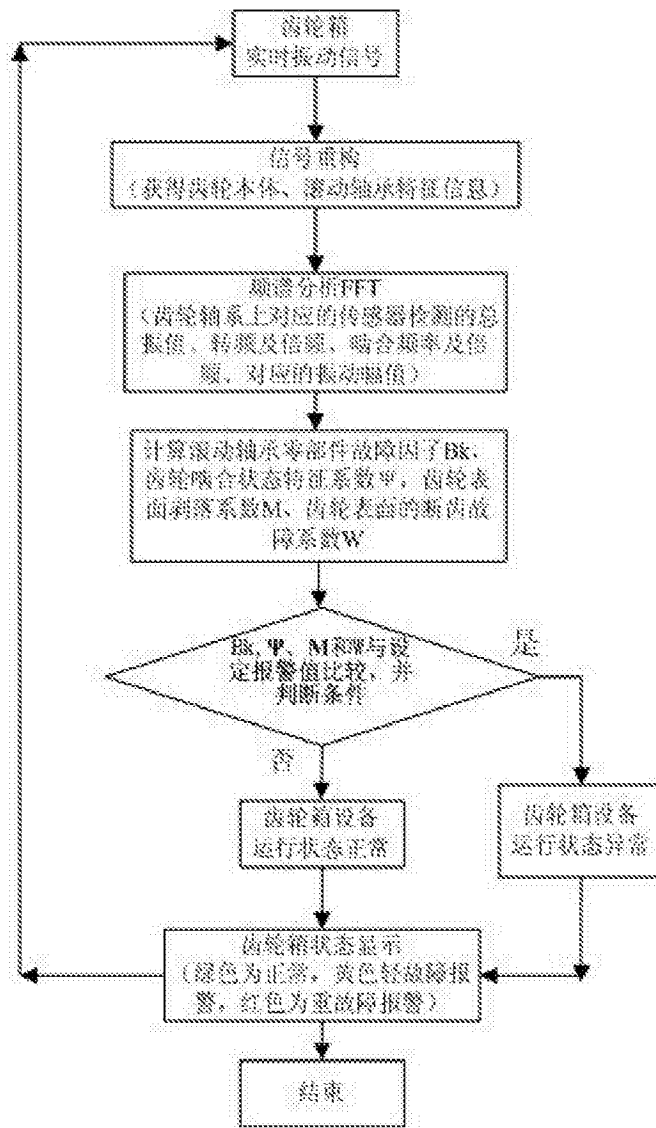 齿轮箱
实时振动信号
信号重构
(获得齿轮本体、滚动轴承特征信息)
频谱分析FFT
(齿轮轴系上对应的传感器检测的总
振值、转频及倍频、啮合频率及倍
频、对应的振动幅值)
计算滚动轴承零部件故障因子Bk、
齿轮啮合状态特征系数Ψ,齿轮表
面剥落系数M、齿轮表面的断齿故
障系数W
Bk,Ψ、M和W与设
定报警值比较,并
判断条件
是
否
齿轮箱设备
运行状态正常
齿轮箱设备
运行状态异常
齿轮箱状态显示
(绿色为正常,黄色轻故障报
警,红色为重故障报警)
结束